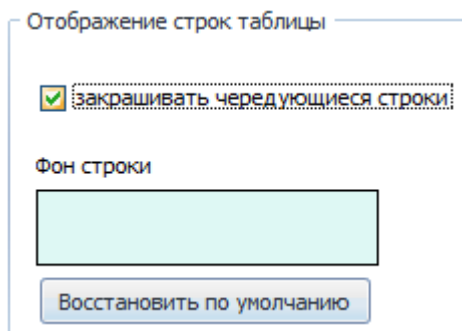 Отображение строк таблицы
закрашивать чередующиеся строки
Фон строки
Восстановить по умолчанию